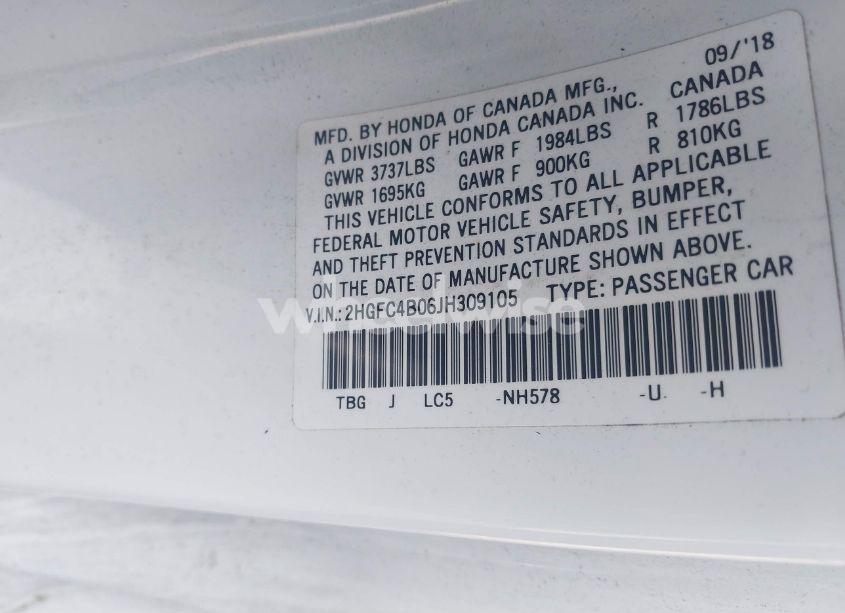 09/'18
MFD. BY HONDA OF CANADA MFG.,
A DIVISION OF HONDA CANADA INC. CANADA
GVWR 3737LBS GAWR F 1984LBS R 1786LBS
GVWR 1695KG GAWR F 900KG R 810KG
THIS VEHICLE CONFORMS TO ALL APPLICABLE
FEDERAL MOTOR VEHICLE SAFETY, BUMPER,
AND THEFT PREVENTION STANDARDS IN EFFECT
ON THE DATE OF MANUFACTURE SHOWN ABOVE.
V.I.N.: 2HGFC4B06JH309105 TYPE: PASSENGER CAR
wheelwise
TBG J LC5 -NH578 -U -H